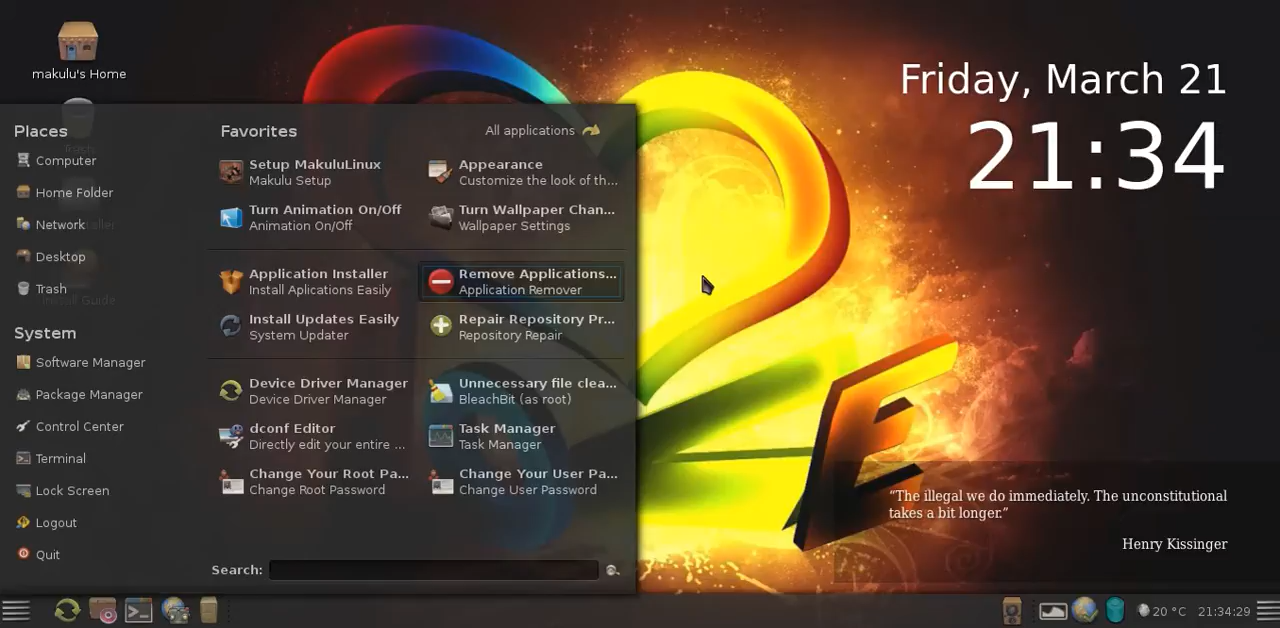 makulu's Home
Friday, March 21
21:34
Places
Computer
Home Folder
Network
Desktop
Trash
System
Software Manager
Package Manager
Control Center
Terminal
Lock Screen
Logout
Quit
Favorites
All applications
Setup MakuluLinux
Makulu Setup
Appearance
Customize the look of th...
Turn Animation On/Off
Animation On/Off
Turn Wallpaper Chan...
Wallpaper Settings
Application Installer
Install Aplications Easily
Remove Applications...
Application Remover
Install Updates Easily
System Updater
Repair Repository Pr...
Repository Repair
Device Driver Manager
Device Driver Manager
Unnecessary file clea...
BleachBit (as root)
dconf Editor
Directly edit your entire ...
Task Manager
Task Manager
Change Your Root Pa...
Change Root Password
Change Your User Pa...
Change User Password
Search:
E
“The illegal we do immediately. The unconstitutional
takes a bit longer.”
Henry Kissinger
20 °C
21:34:29